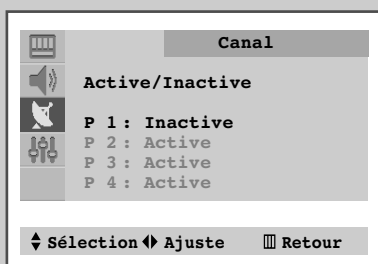 Canal
Active/Inactive
P 1 : Inactive
P 2 : Active
P 3 : Active
P 4 : Active
Sélection Ajuste Retour